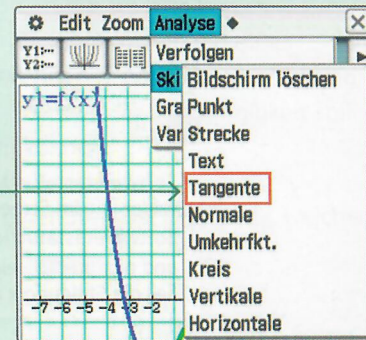 Edit Zoom Analyse
Y1:--- Verfolgen
Y2:---
Ski Bildschirm löschen
y1=f(x) Gra Punkt
Var Strecke
Text
Tangente
Normale
Umkehrfkt.
Kreis
-7 -6 -5 -4 -3 -2 Vertikale
Horizontale